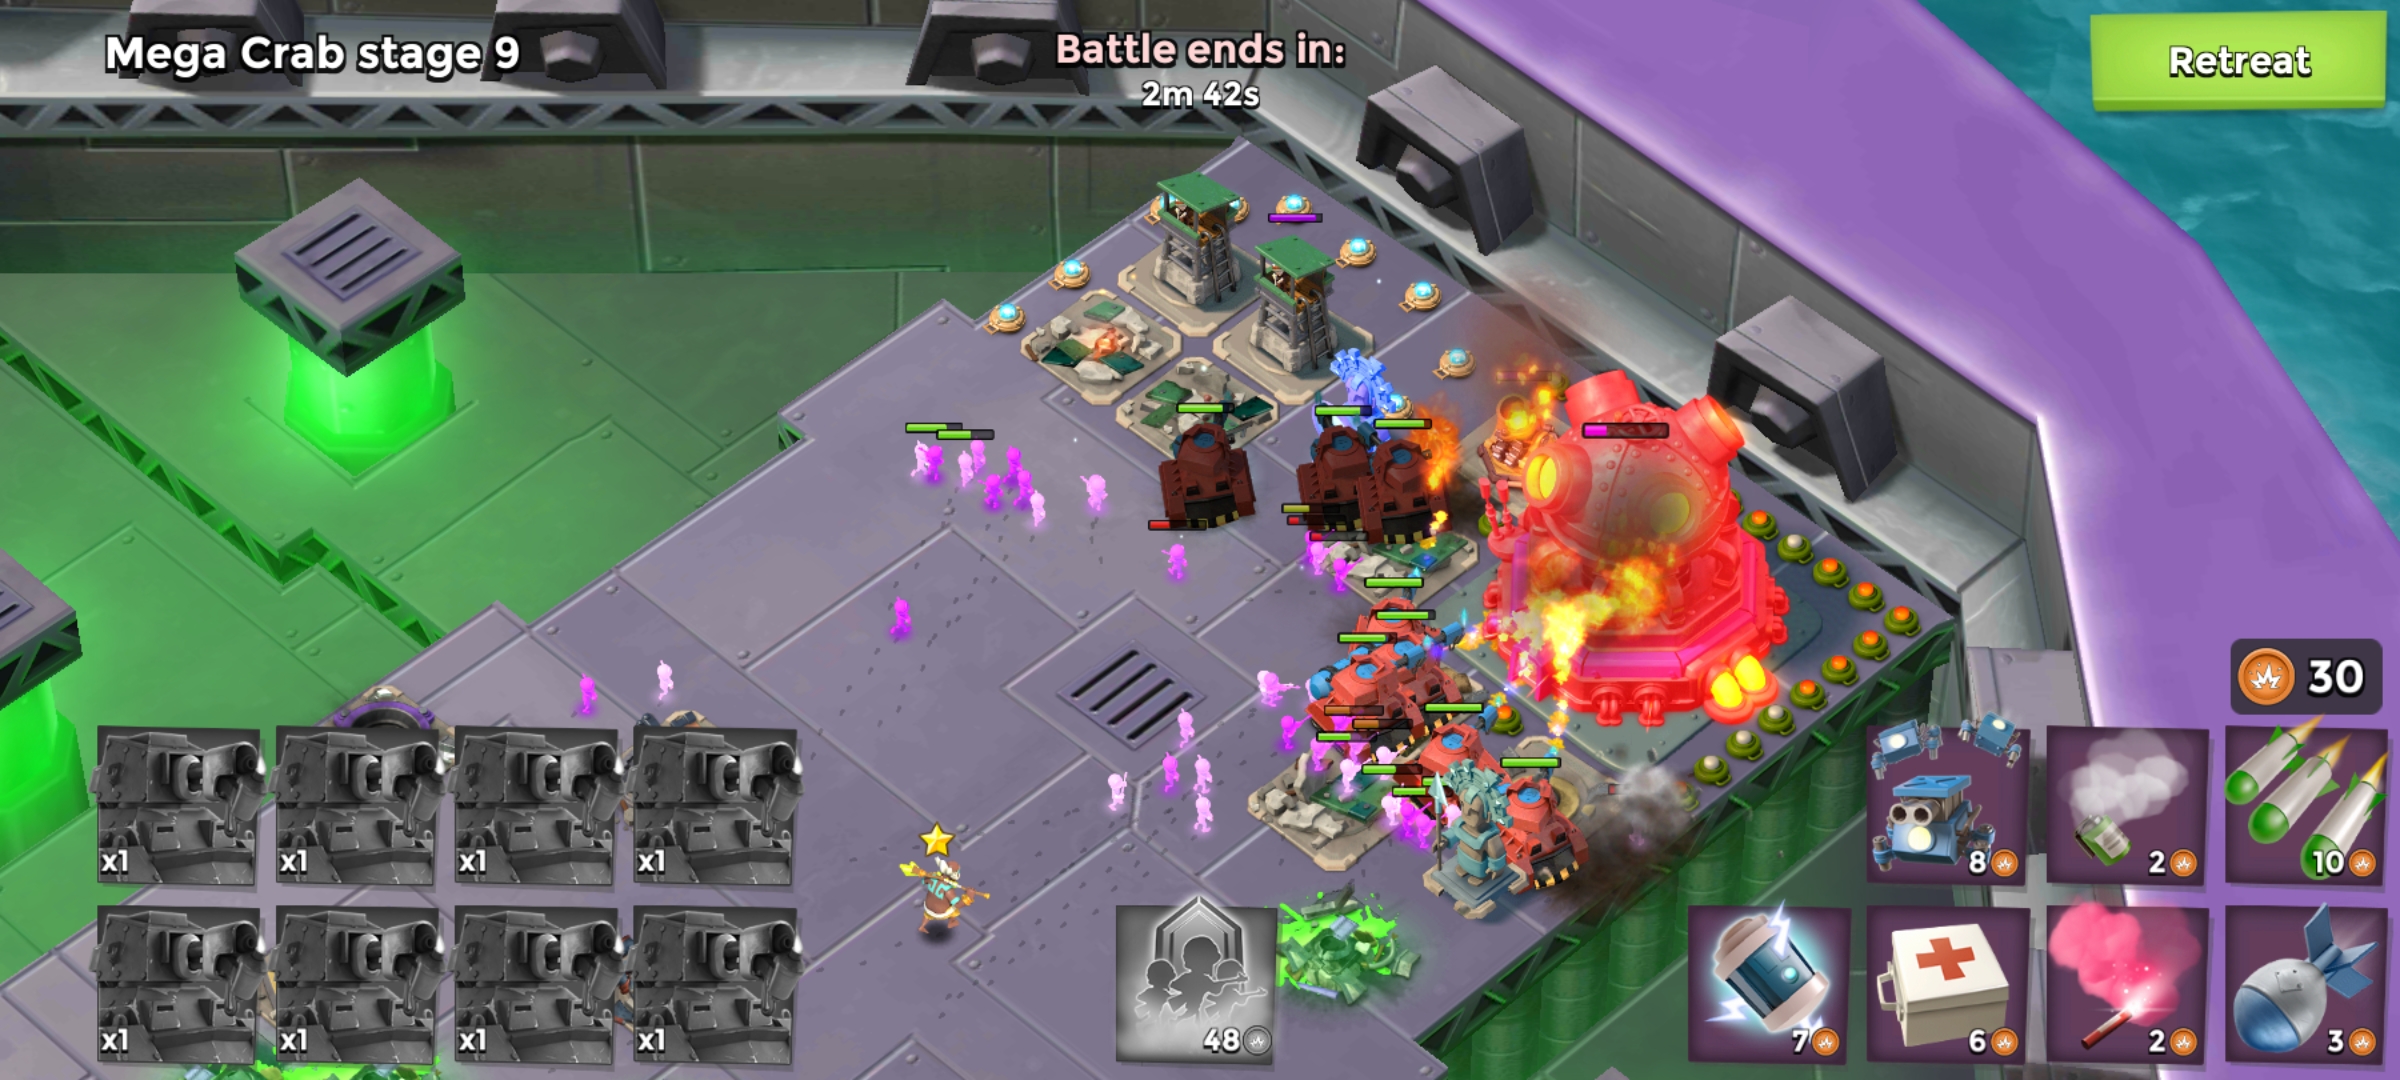 Mega Crab stage 9
Battle ends in:
2m 42s
Retreat
30
x1
x1
x1
x1
8
2
10
x1
x1
x1
x1
48
7
6
2
3